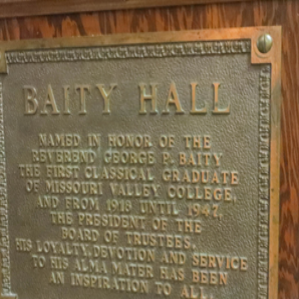 BAITY HALL
NAMED IN HONOR OF THE
REVEREND GEORGE P. BAITY
THE FIRST CLASSICAL GRADUATE
OF MISSOURI VALLEY COLLEGE,
AND FROM 1913 UNTIL 1947,
THE PRESIDENT OF THE
BOARD OF TRUSTEES.
HIS LOYALTY, DEVOTION AND SERVICE
TO HIS ALMA MATER HAS BEEN
AN INSPIRATION TO ALL